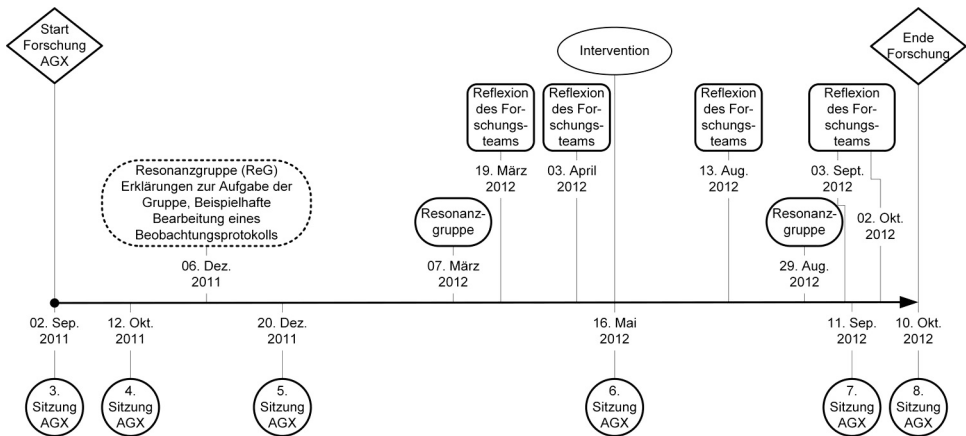 Start
Forschung
AGX
Intervention
Ende
Forschung
Reflexion
des For-
schungs-
teams
19. März
2012
Reflexion
des For-
schungs-
teams
03. April
2012
Reflexion
des For-
schungs-
teams
13. Aug.
2012
Reflexion
des For-
schungs-
teams
03. Sept.
2012
02. Okt.
2012
Resonanzgruppe (ReG)
Erklärungen zur Aufgabe der
Gruppe, Beispielhafte
Bearbeitung eines
Beobachtungsprotokolls
06. Dez.
2011
Resonanz-
gruppe
07. März
2012
Resonanz-
gruppe
29. Aug.
2012
02. Sep.
2011
12. Okt.
2011
20. Dez.
2011
16. Mai
2012
11. Sep.
2012
10. Okt.
2012
3.
Sitzung
AGX
4.
Sitzung
AGX
5.
Sitzung
AGX
6.
Sitzung
AGX
7.
Sitzung
AGX
8.
Sitzung
AGX